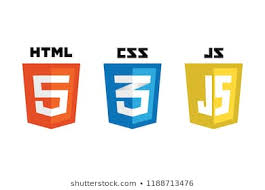 HTML CSS JS
5 3 JS
shutterstock.com • 1188713476